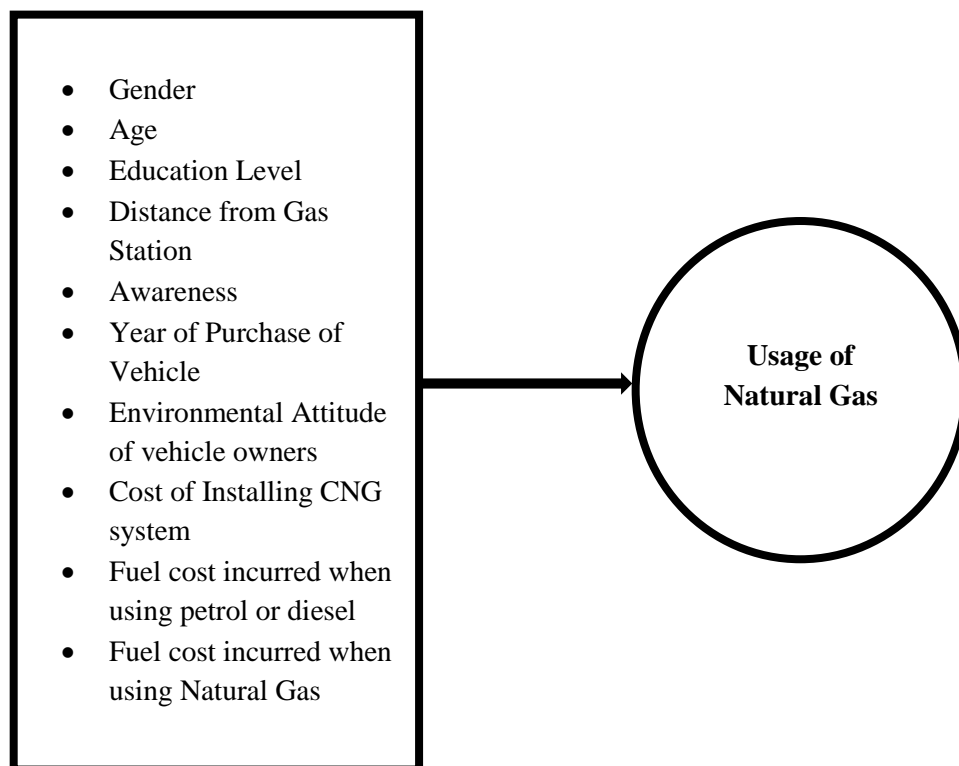 • Gender
• Age
• Education Level
• Distance from Gas
Station
• Awareness
• Year of Purchase of
Vehicle
• Environmental Attitude
of vehicle owners
• Cost of Installing CNG
system
• Fuel cost incurred when
using petrol or diesel
• Fuel cost incurred when
using Natural Gas
Usage of
Natural Gas